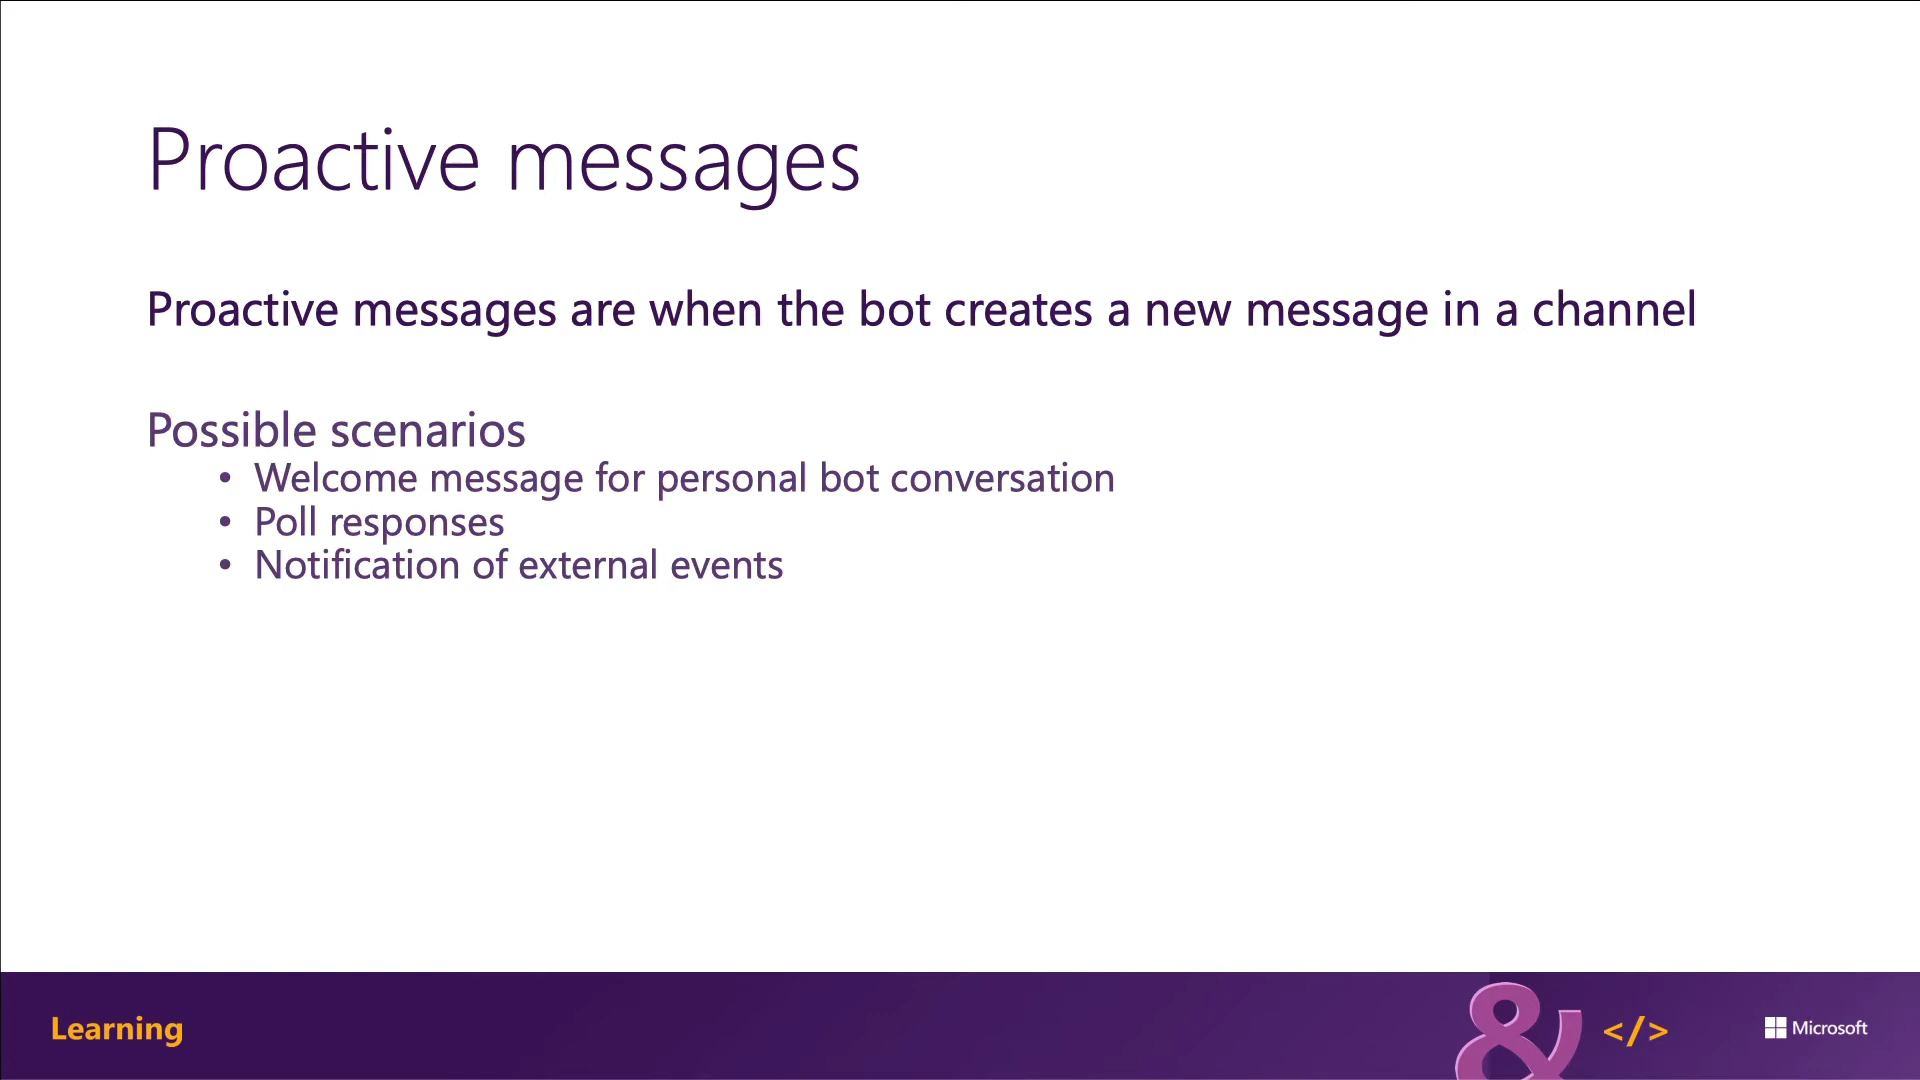 Proactive messages
Proactive messages are when the bot creates a new message in a channel
Possible scenarios
• Welcome message for personal bot conversation
• Poll responses
• Notification of external events
Learning
& </>
Microsoft